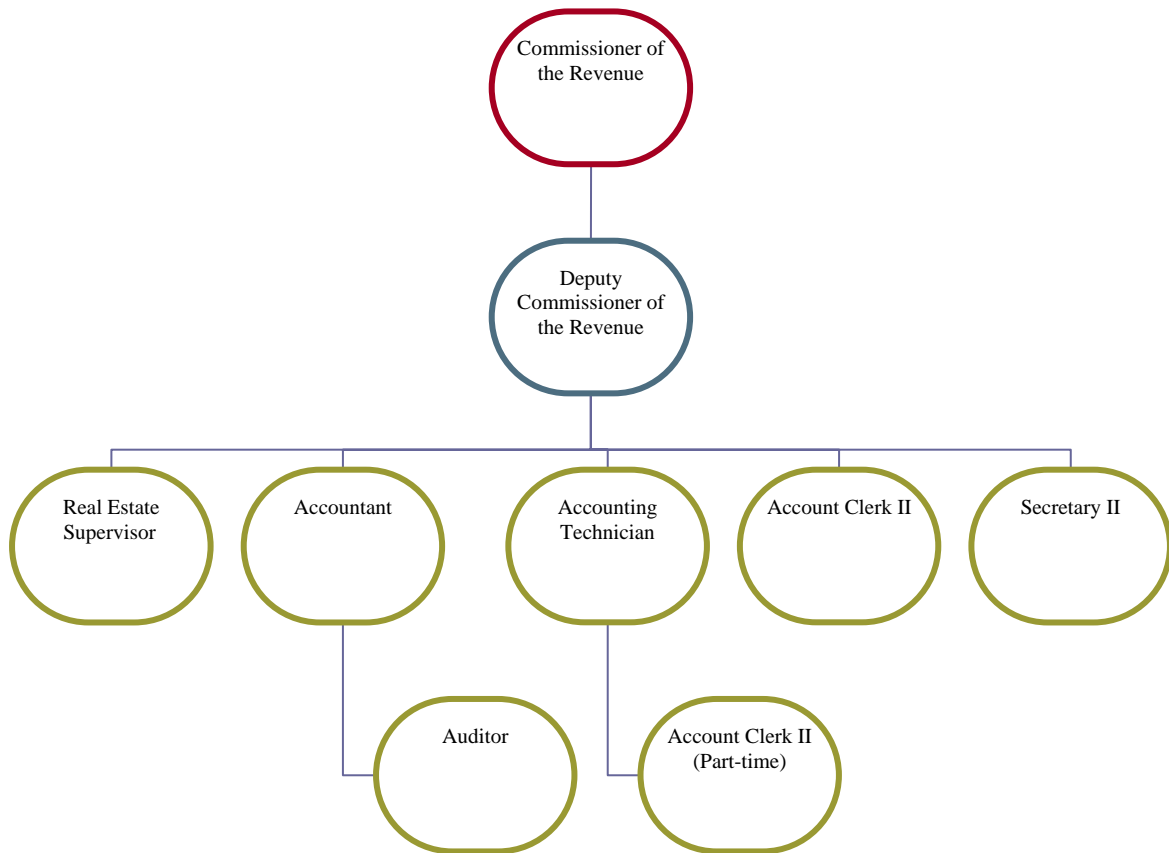 Commissioner of
the Revenue
Deputy
Commissioner of
the Revenue
Real Estate
Supervisor
Accountant
Accounting
Technician
Account Clerk II
Secretary II
Auditor
Account Clerk II
(Part-time)